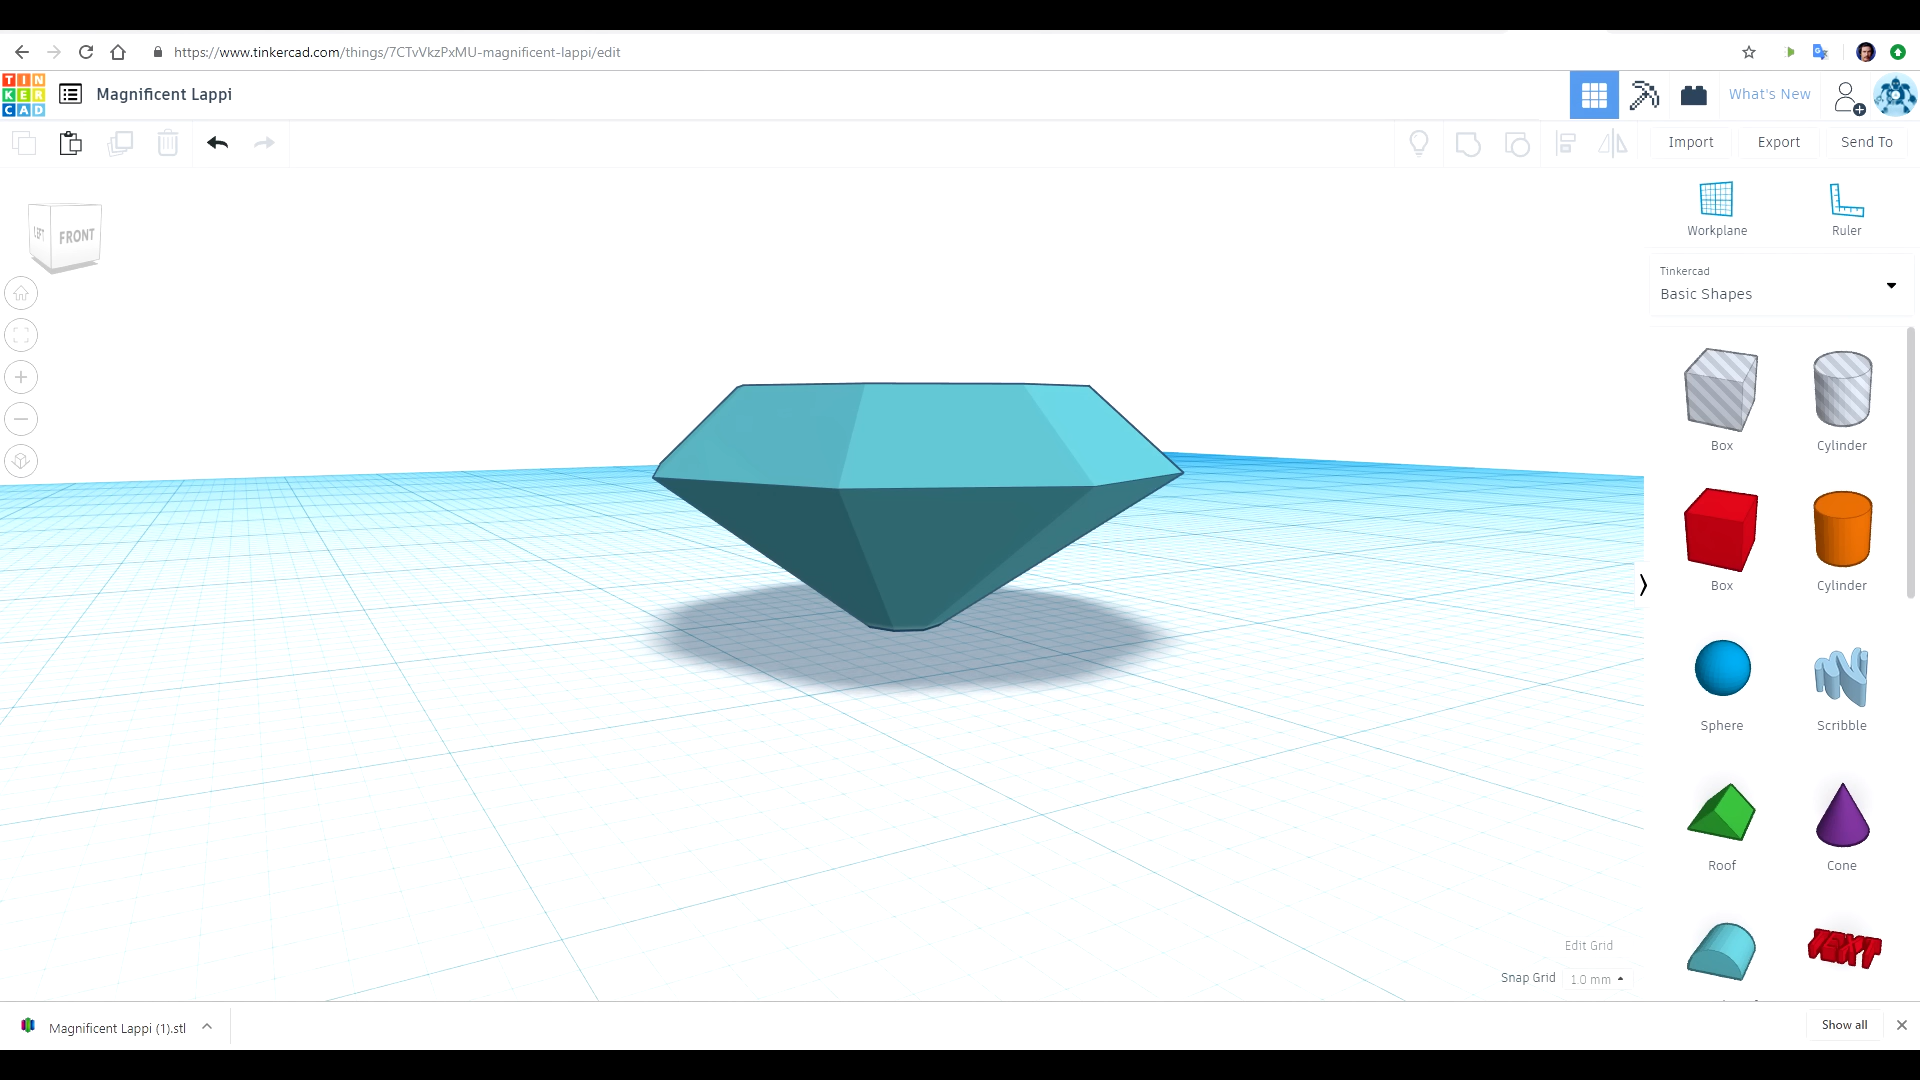 https://www.tinkercad.com/things/7CTvVkzPxMU-magnificent-lappi/edit
TIN
KER
CAD
Magnificent Lappi
What's New
Import
Export
Send To
LEFT
FRONT
Workplane
Ruler
Tinkercad
Basic Shapes
Box
Cylinder
Box
Cylinder
Sphere
Scribble
Roof
Cone
TEXT
Edit Grid
Snap Grid
1.0 mm
Magnificent Lappi (1).stl
Show all